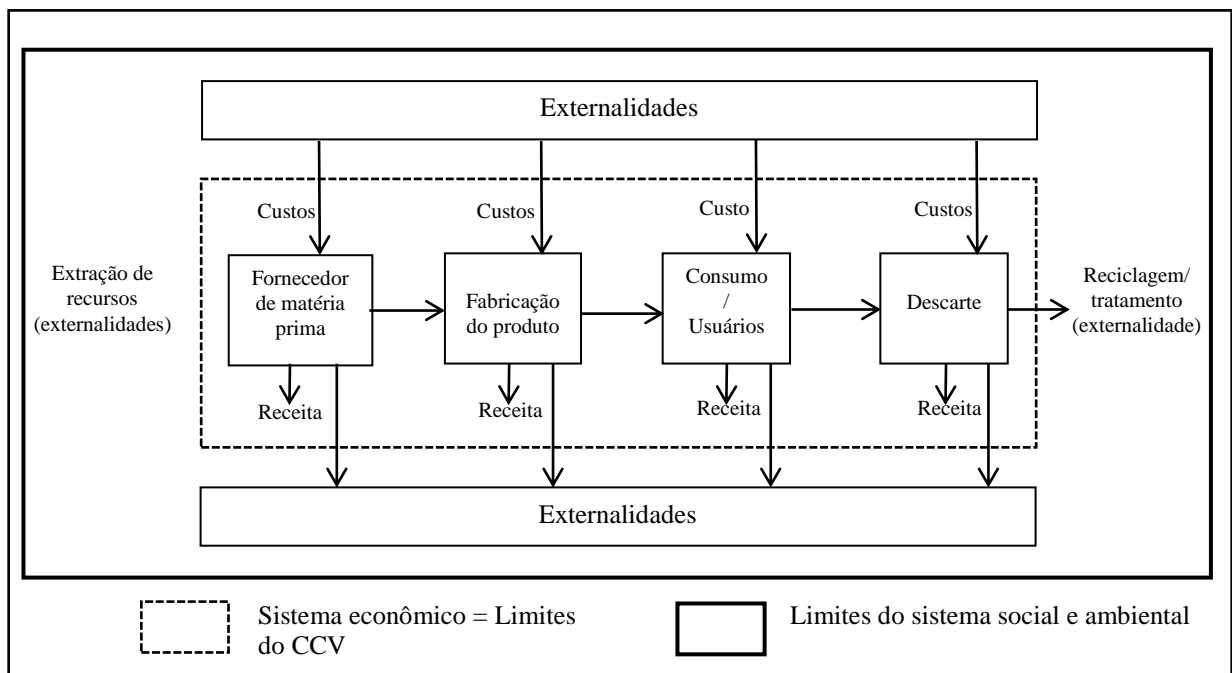 Externalidades
Custos
Custos
Custo
Custos
Extração de
recursos
(externalidades)
Fornecedor
de matéria
prima
Fabricação
do produto
Consumo
/
Usuários
Descarte
Reciclagem/
tratamento
(externalidade)
Receita
Receita
Receita
Receita
Externalidades
Sistema econômico = Limites
do CCV
Limites do sistema social e ambiental